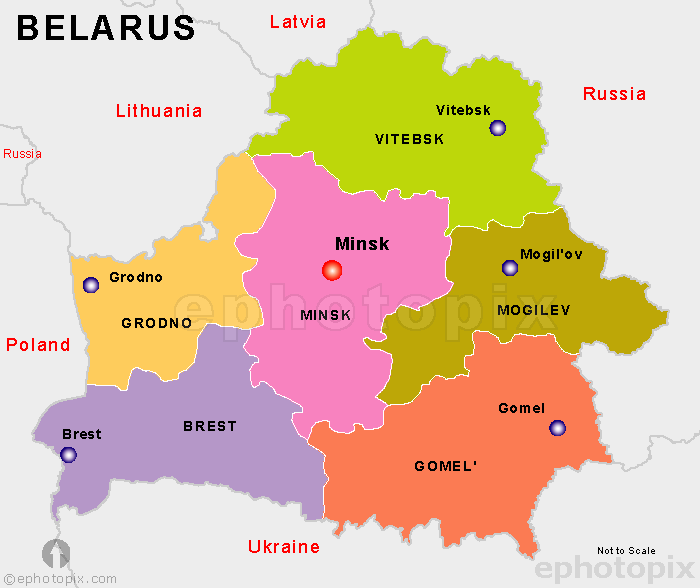 BELARUS
Latvia
Lithuania
Russia
Russia
Vitebsk
VITEBSK
Minsk
Mogil'ov
Grodno
ephotopix
GRODNO
MINSK
MOGILEV
Poland
Gomel
Brest
BREST
GOMEL'
Ukraine
Not to Scale
ephotopix
©ephotopix.com